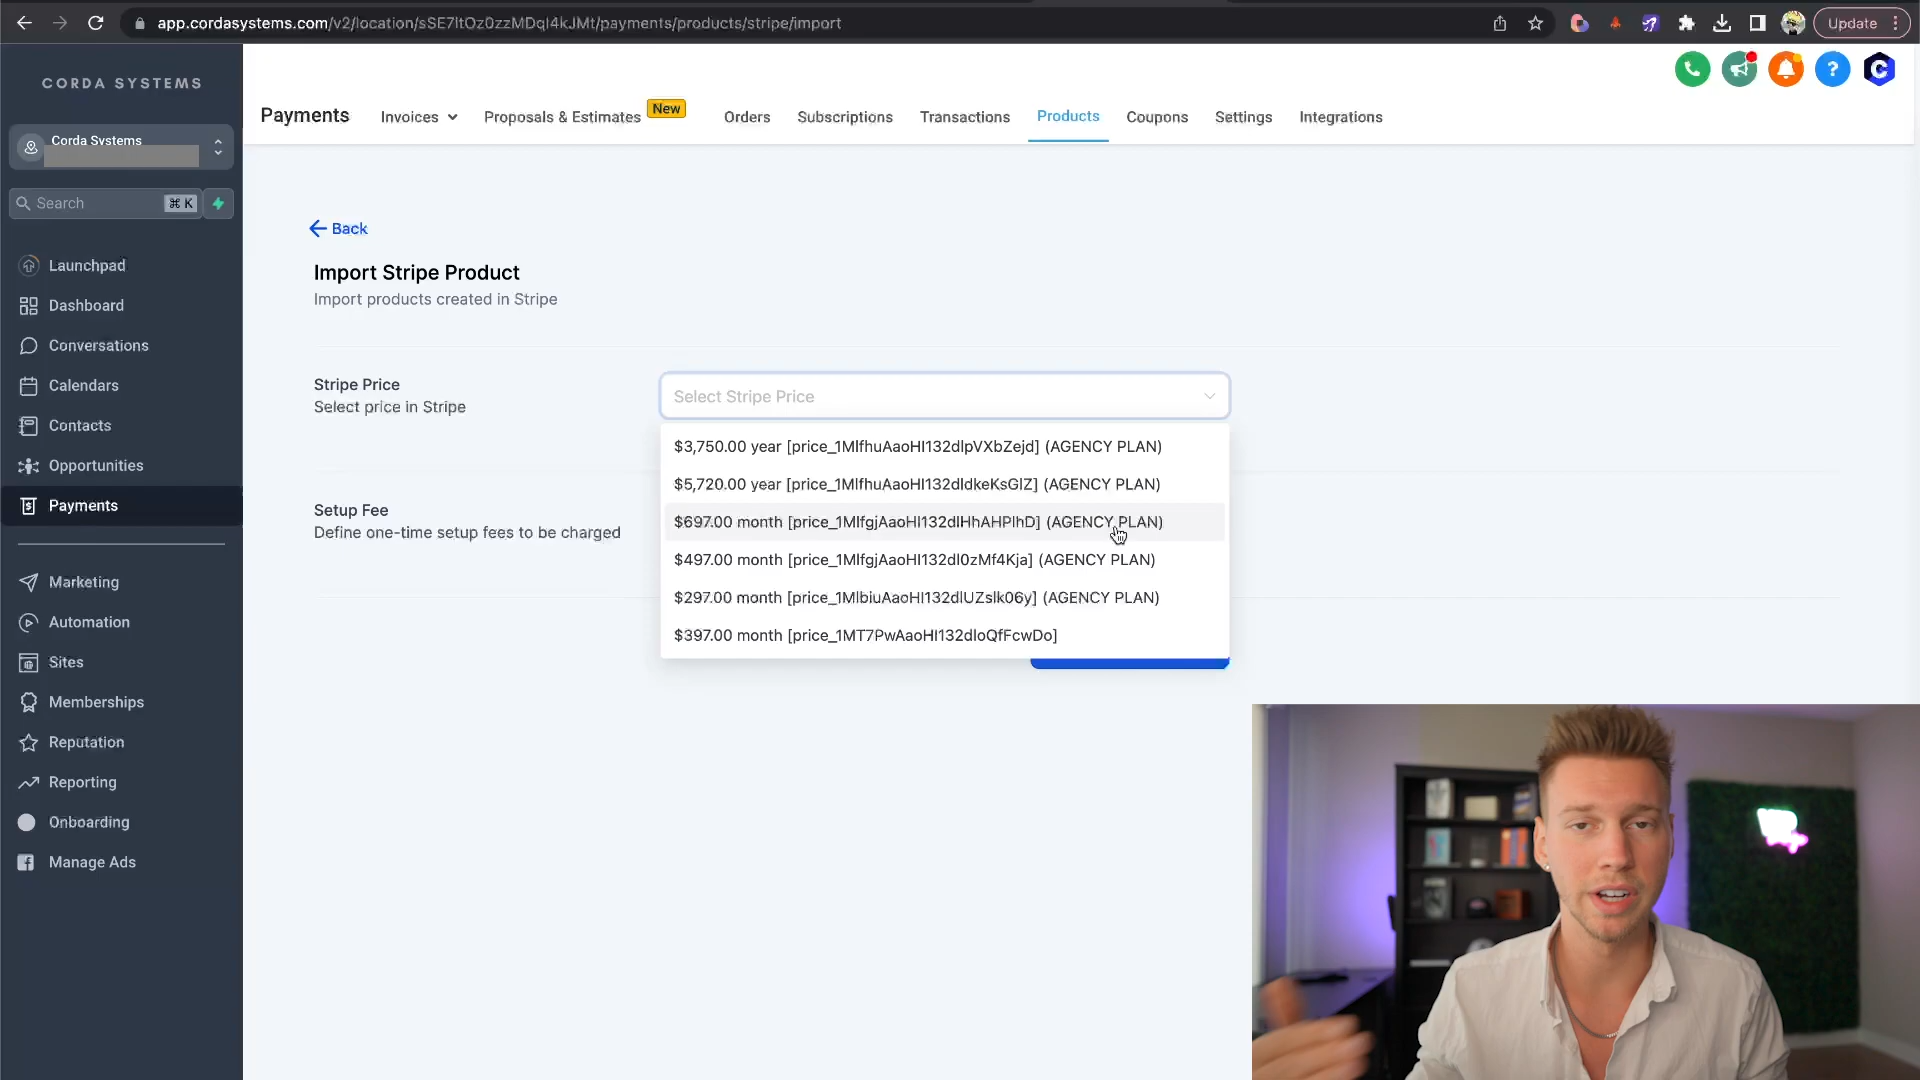 app.cordasystems.com/v2/location/sSE7ltOz0zzMDqI4kJMt/payments/products/stripe/import
Update
CORDA SYSTEMS
Corda Systems
Search
⌘ K
Launchpad
Dashboard
Conversations
Calendars
Contacts
Opportunities
Payments
Marketing
Automation
Sites
Memberships
Reputation
Reporting
Onboarding
Manage Ads
Payments
Invoices
Proposals & Estimates
New
Orders
Subscriptions
Transactions
Products
Coupons
Settings
Integrations
Back
Import Stripe Product
Import products created in Stripe
Stripe Price
Select price in Stripe
Select Stripe Price
$3,750.00 year [price_1MlfhuAaoHI132dlpVXbZejd] (AGENCY PLAN)
$5,720.00 year [price_1MlfhuAaoHI132dldkeKsGIZ] (AGENCY PLAN)
$697.00 month [price_1MlfgjAaoHI132dlHhAHPlhD] (AGENCY PLAN)
$497.00 month [price_1MlfgjAaoHI132dl0zMf4Kja] (AGENCY PLAN)
$297.00 month [price_1MlbiuAaoHI132dlUZslk06y] (AGENCY PLAN)
$397.00 month [price_1MT7PwAaoHI132dloQfFcwDo]
Setup Fee
Define one-time setup fees to be charged